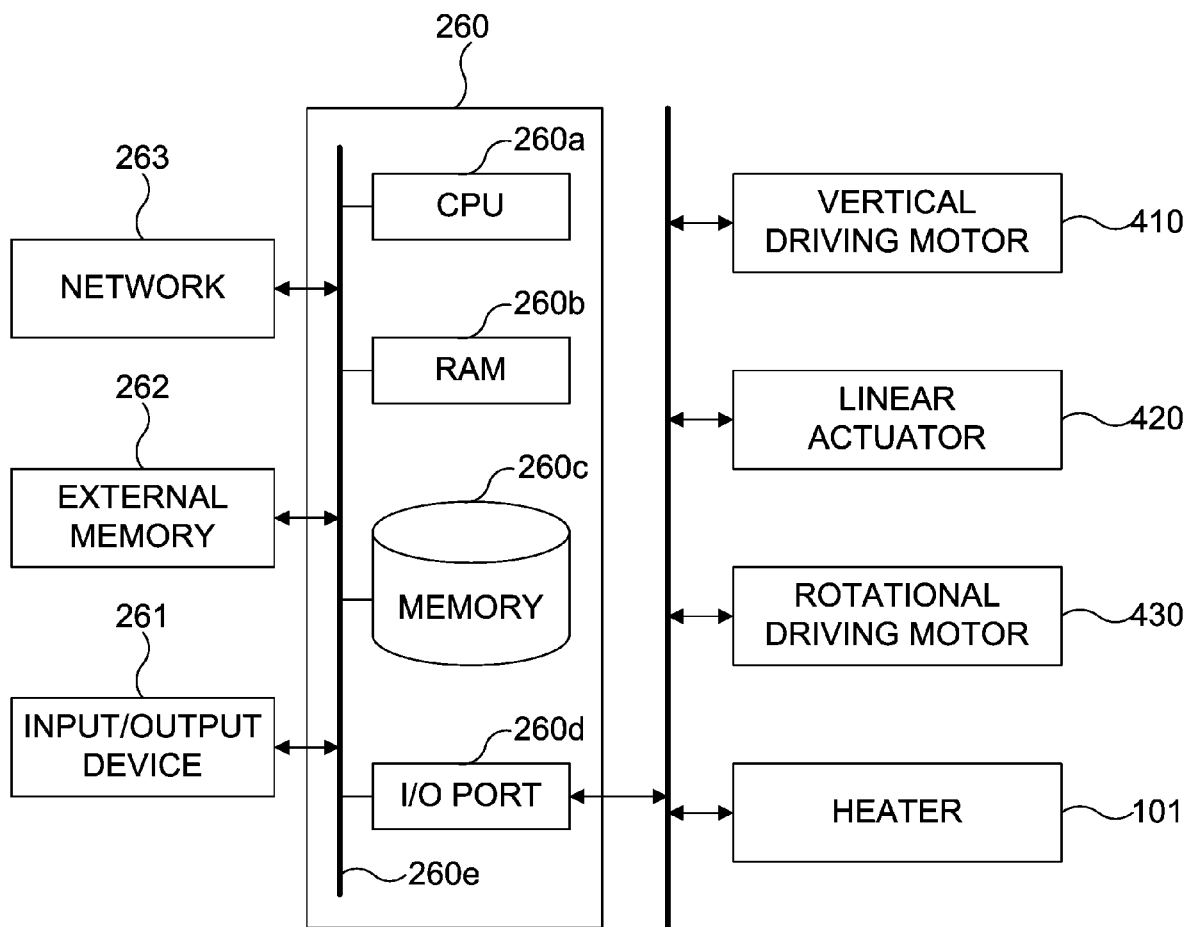 260
263
NETWORK
262
EXTERNAL
MEMORY
261
INPUT/OUTPUT
DEVICE
260a
CPU
260b
RAM
260c
MEMORY
260d
I/O PORT
260e
VERTICAL
DRIVING MOTOR
410
LINEAR
ACTUATOR
420
ROTATIONAL
DRIVING MOTOR
430
HEATER
101